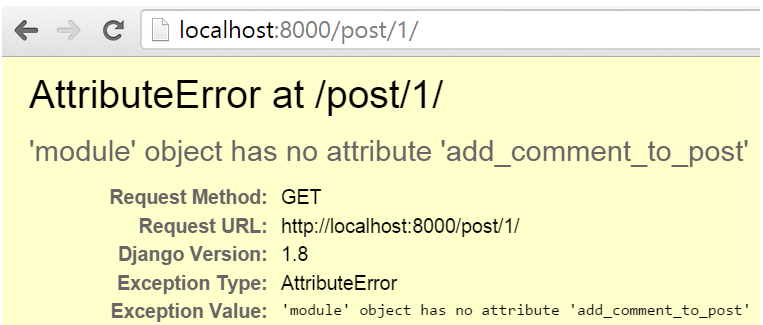 localhost:8000/post/1/
AttributeError at /post/1/
'module' object has no attribute 'add_comment_to_post'
Request Method: GET
Request URL: http://localhost:8000/post/1/
Django Version: 1.8
Exception Type: AttributeError
Exception Value: 'module' object has no attribute 'add_comment_to_post'